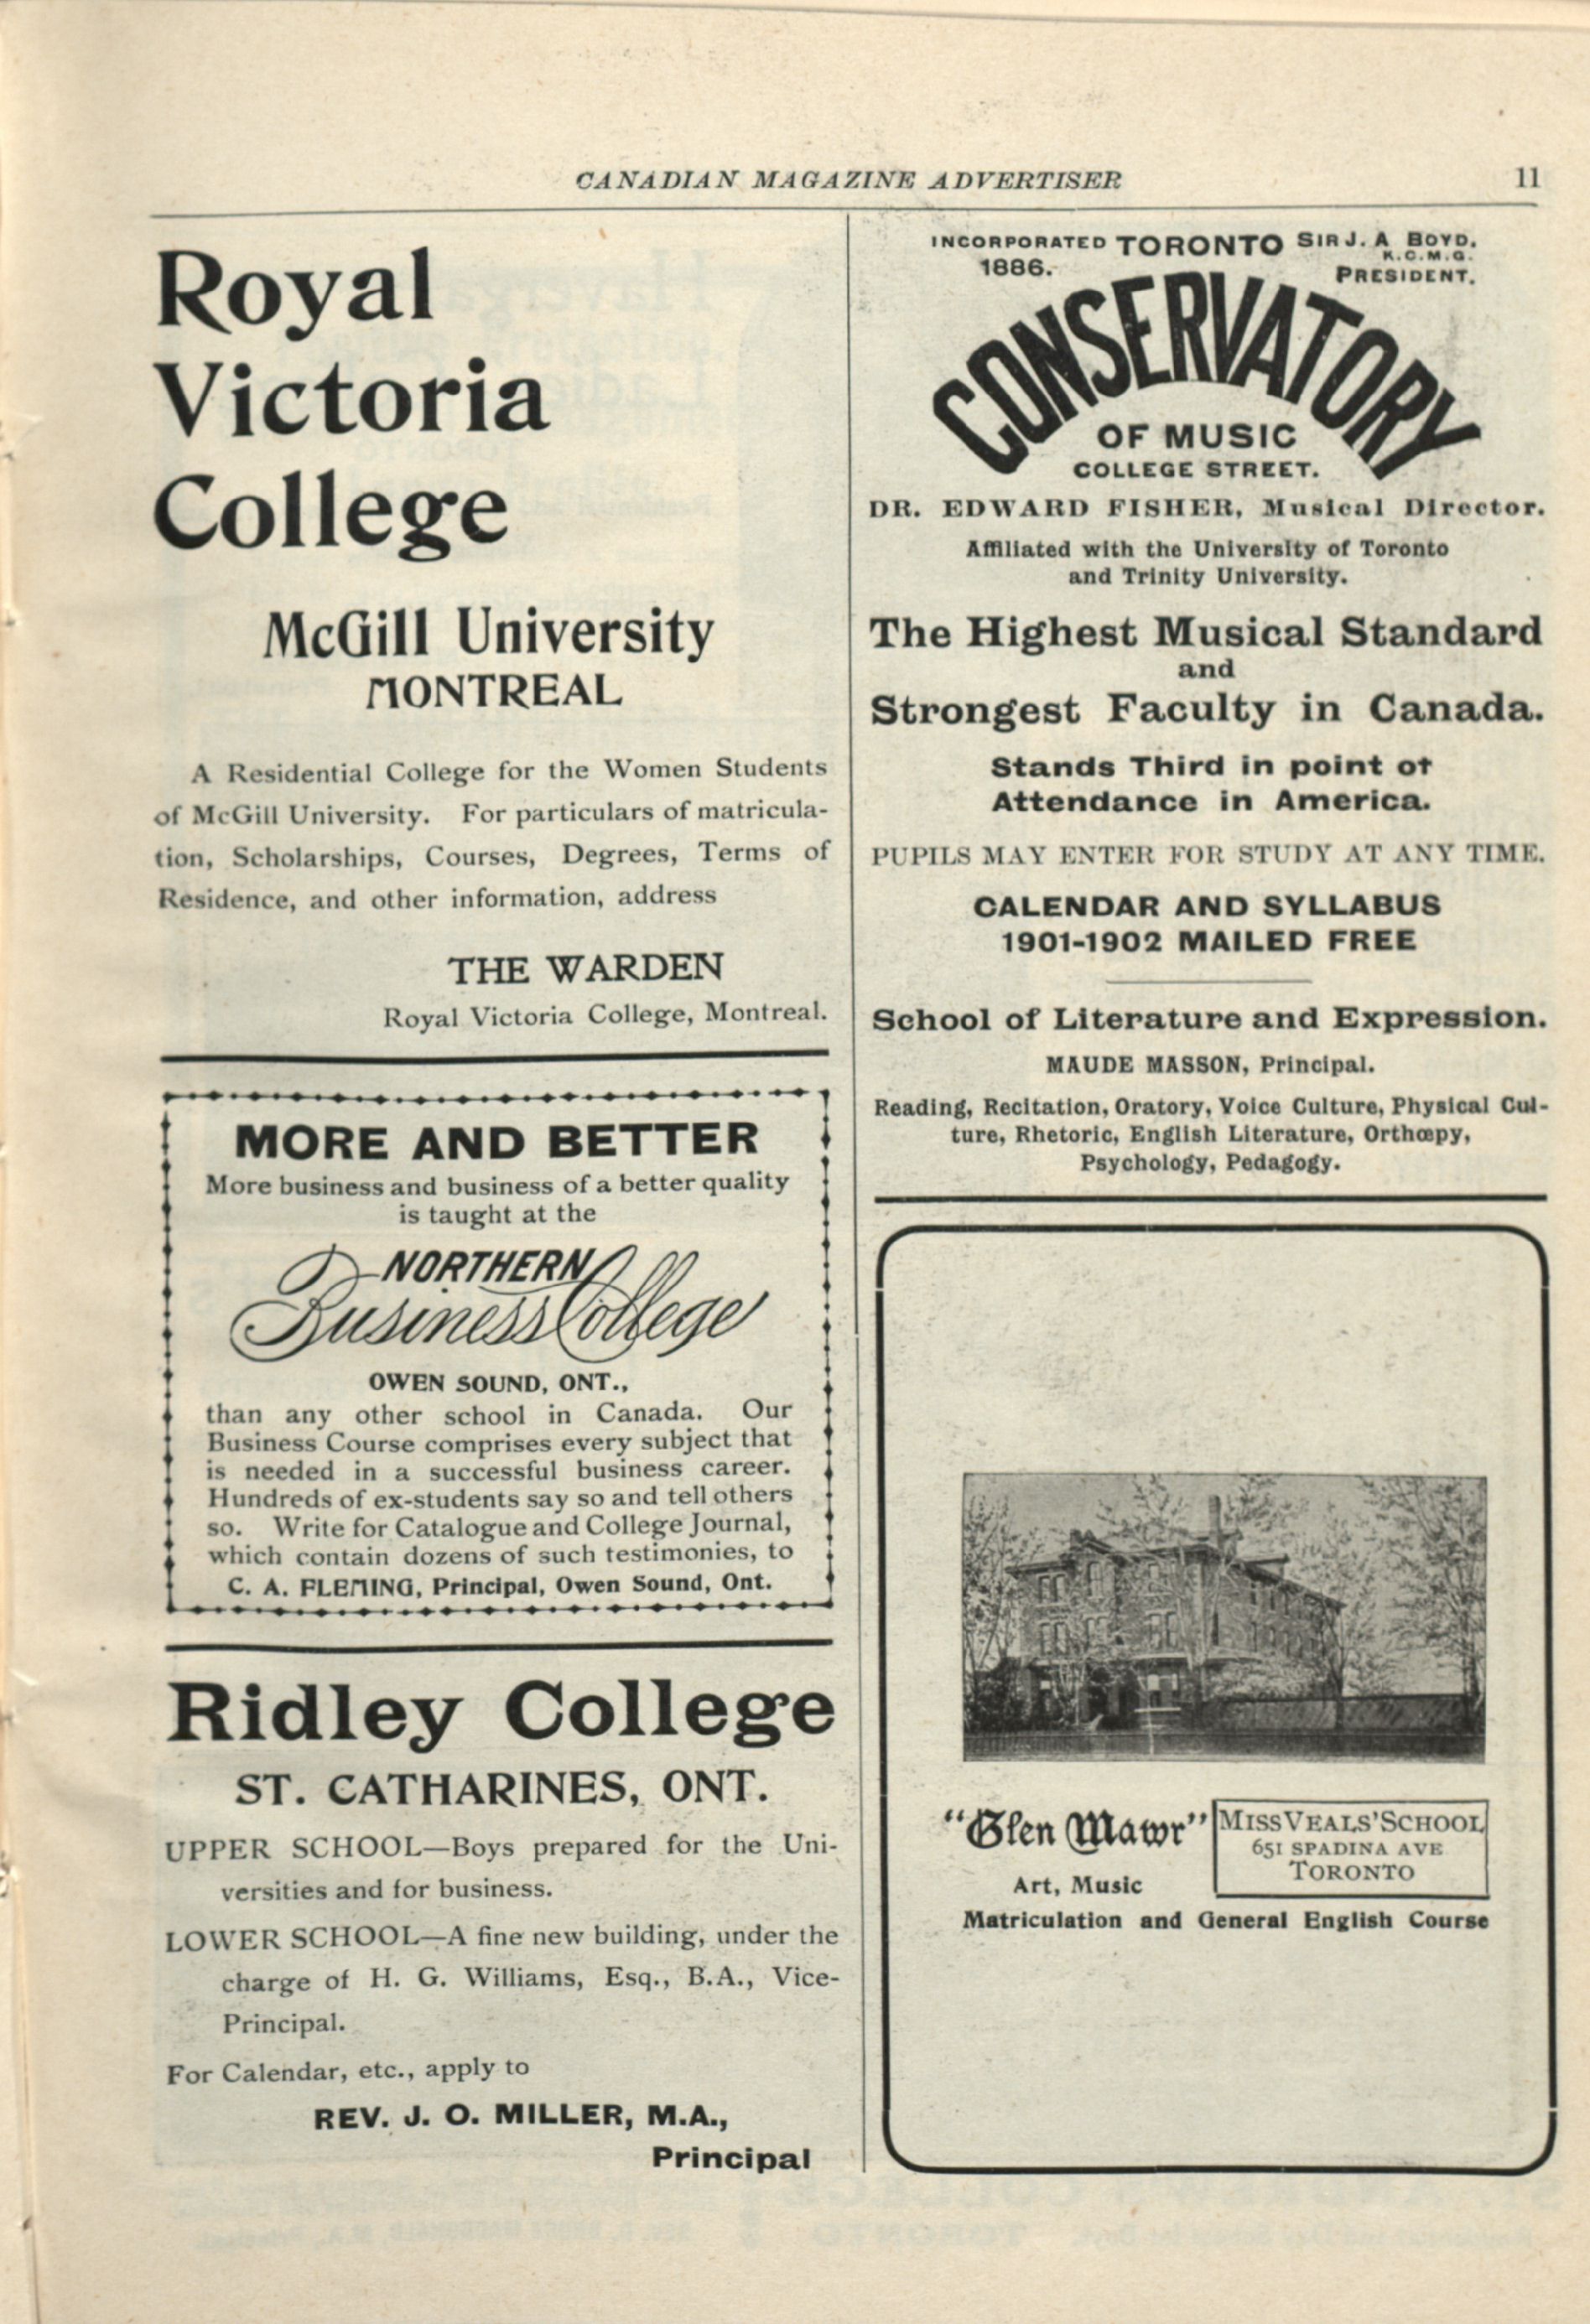 CANADIAN MAGAZINE ADVERTISER 11
Royal
Victoria
College
McGill University
MONTREAL
A Residential College for the Women Students
of McGill University. For particulars of matricula-
tion, Scholarships, Courses, Degrees, Terms of
Residence, and other information, address
THE WARDEN
Royal Victoria College, Montreal.
MORE AND BETTER
More business and business of a better quality
is taught at the
NORTHERN
Business College
OWEN SOUND, ONT.,
than any other school in Canada. Our
Business Course comprises every subject that
is needed in a successful business career.
Hundreds of ex-students say so and tell others
so. Write for Catalogue and College Journal,
which contain dozens of such testimonies, to
C. A. FLEMING, Principal, Owen Sound, Ont.
Ridley College
ST. CATHARINES, ONT.
UPPER SCHOOL—Boys prepared for the Uni-
versities and for business.
LOWER SCHOOL—A fine new building, under the
charge of H. G. Williams, Esq., B.A., Vice-
Principal.
For Calendar, etc., apply to
REV. J. O. MILLER, M.A.,
Principal
INCORPORATED TORONTO SIR J. A BOYD,
K.C.M.G.
1886. PRESIDENT.
CONSERVATORY
OF MUSIC
COLLEGE STREET.
DR. EDWARD FISHER, Musical Director.
Affiliated with the University of Toronto
and Trinity University.
The Highest Musical Standard
and
Strongest Faculty in Canada.
Stands Third in point of
Attendance in America.
PUPILS MAY ENTER FOR STUDY AT ANY TIME.
CALENDAR AND SYLLABUS
1901-1902 MAILED FREE
School of Literature and Expression.
MAUDE MASSON, Principal.
Reading, Recitation, Oratory, Voice Culture, Physical Cul-
ture, Rhetoric, English Literature, Orthœpy,
Psychology, Pedagogy.
"Glen Mawr"
MISS VEALS' SCHOOL
651 SPADINA AVE
TORONTO
Art, Music
Matriculation and General English Course